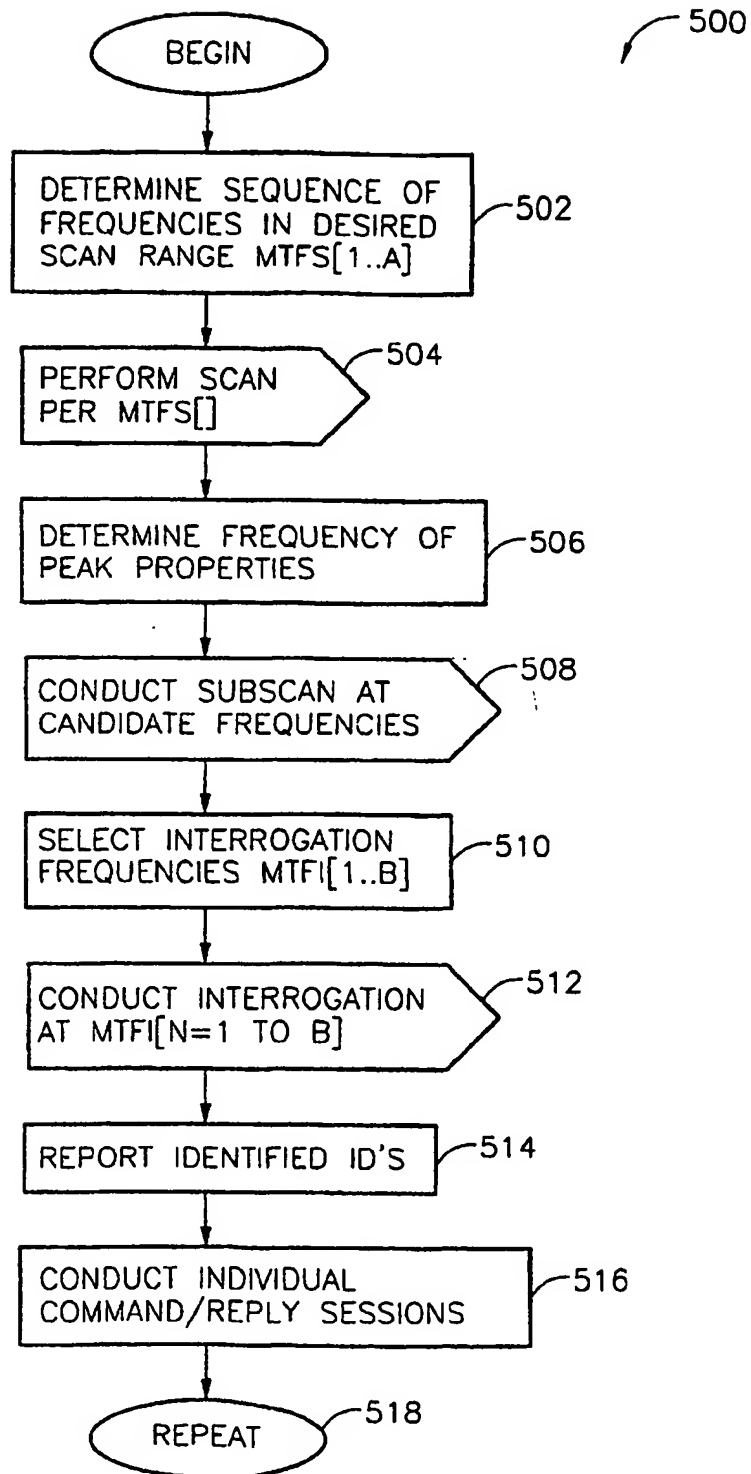 500
BEGIN
DETERMINE SEQUENCE OF
FREQUENCIES IN DESIRED
SCAN RANGE MTFS[1..A]
502
PERFORM SCAN
PER MTFS[]
504
DETERMINE FREQUENCY OF
PEAK PROPERTIES
506
CONDUCT SUBSCAN AT
CANDIDATE FREQUENCIES
508
SELECT INTERROGATION
FREQUENCIES MTFI[1..B]
510
CONDUCT INTERROGATION
AT MTFI[N=1 TO B]
512
REPORT IDENTIFIED ID'S
514
CONDUCT INDIVIDUAL
COMMAND/REPLY SESSIONS
516
REPEAT
518